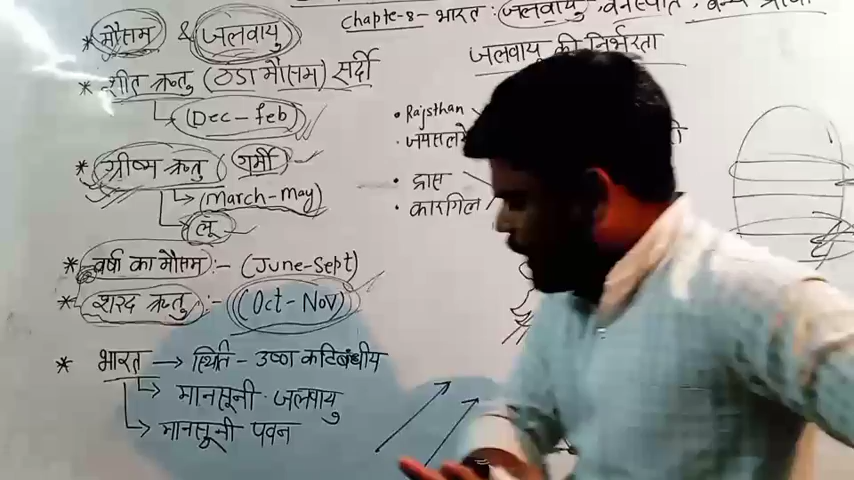 Chapte-8- भारत: जलवायु, वनस्पति,
* मौसम & जलवायु
जलवायु की निर्भरता
* शीत ऋतु (ठंडा मौसम) सर्दी
(Dec-feb)
• Rajsthan
• द्रास
• कारगिल
* ग्रीष्म ऋतु (गर्मी)
(March-May)
लू
* वर्षा का मौसम :- (June-Sept)
* शरद ऋतु :- (Oct-Nov)
* भारत → स्थिति - उष्ण कटिबंधीय
→ मानसूनी जलवायु
→ मानसूनी पवन